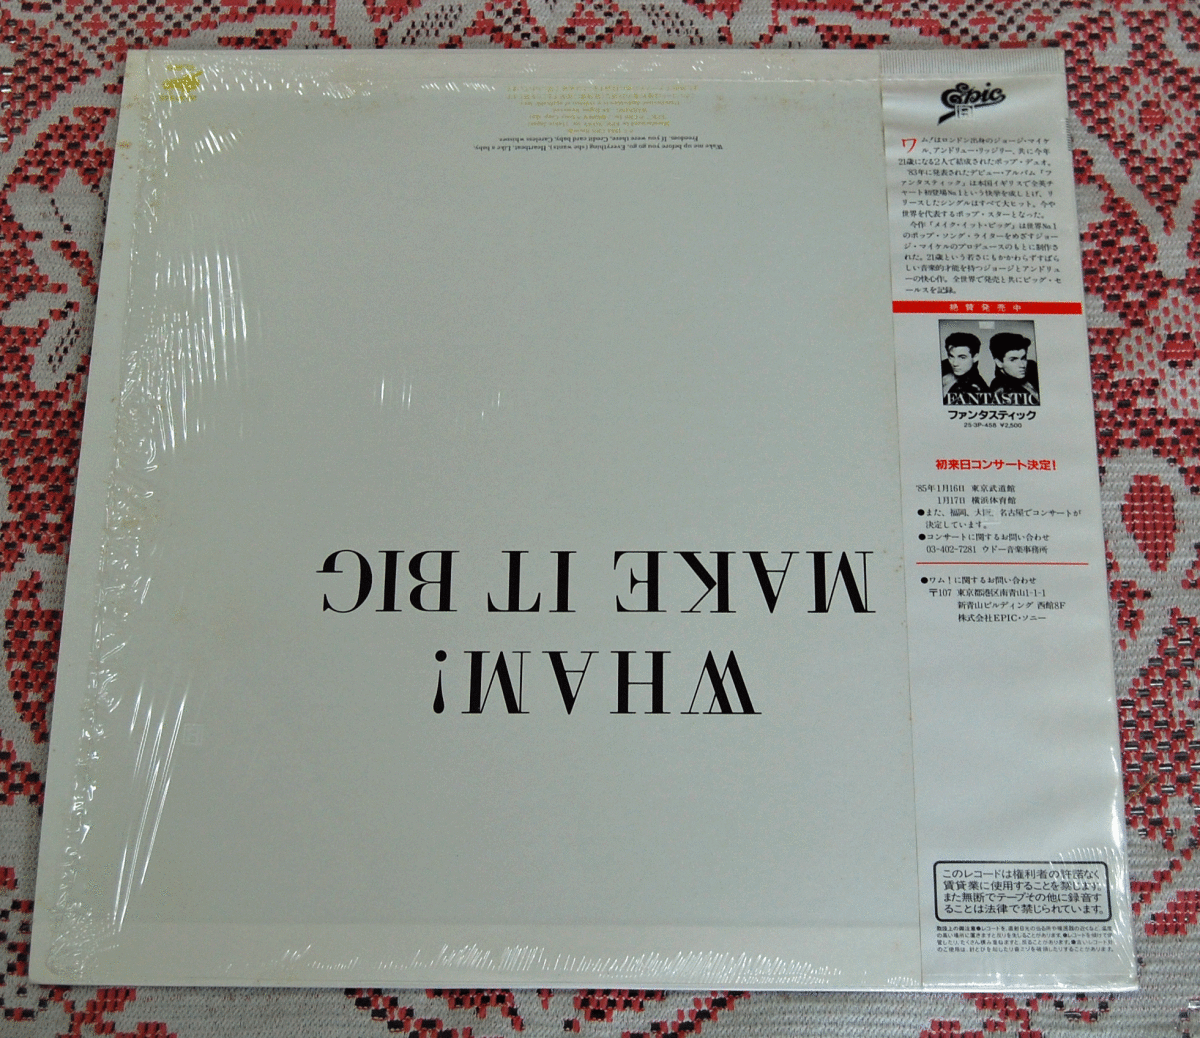 Epic
ワム!はロンドン出身のジョージ・マイケ
ル、アンドリュー・リッジリー、共に今年
21歳になる2人で結成されたポップ・デュオ。
'83年に発表されたデビュー・アルバム「フ
ァンタスティック」は本国イギリスで全英チ
ャート初登場No.1という快挙を成しとげ、リ
リースしたシングルはすべて大ヒット。今や
世界を代表するポップ・スターとなった。
今作「メイク・イット・ビッグ」は世界No.1
のポップ・ソング・ライターをめざすジョー
ジ・マイケルのプロデュースのもとに制作さ
れた。21歳という若さにもかかわらずすばら
しい音楽的才能を持つジョージとアンドリュ
ーの快心作。全世界で発売と共にビッグ・セ
ールスを記録。
絶賛発売中
FANTASTIC
ファンタスティック
25・3P-458 ¥2,500
初来日コンサート決定!
'85年1月16日 東京武道館
1月17日 横浜体育館
●また、福岡、大阪、名古屋でコンサートが
決定しています。
●コンサートに関するお問い合わせ
03-402-7281 ウドー音楽事務所
●ワム!に関するお問い合わせ
〒107 東京都港区南青山1-1-1
新青山ビルディング 西館8F
株式会社EPIC・ソニー
このレコードは権利者の許諾なく
賃貸業に使用することを禁じます。
また無断でテープその他に録音す
ることは法律で禁じられています。
WHAM!
MAKE IT BIG
Wake me up before you go go, Everything (she wants), Heartbeat, Like a baby,
Freedom, If you were there, Credit card baby, Careless whisper